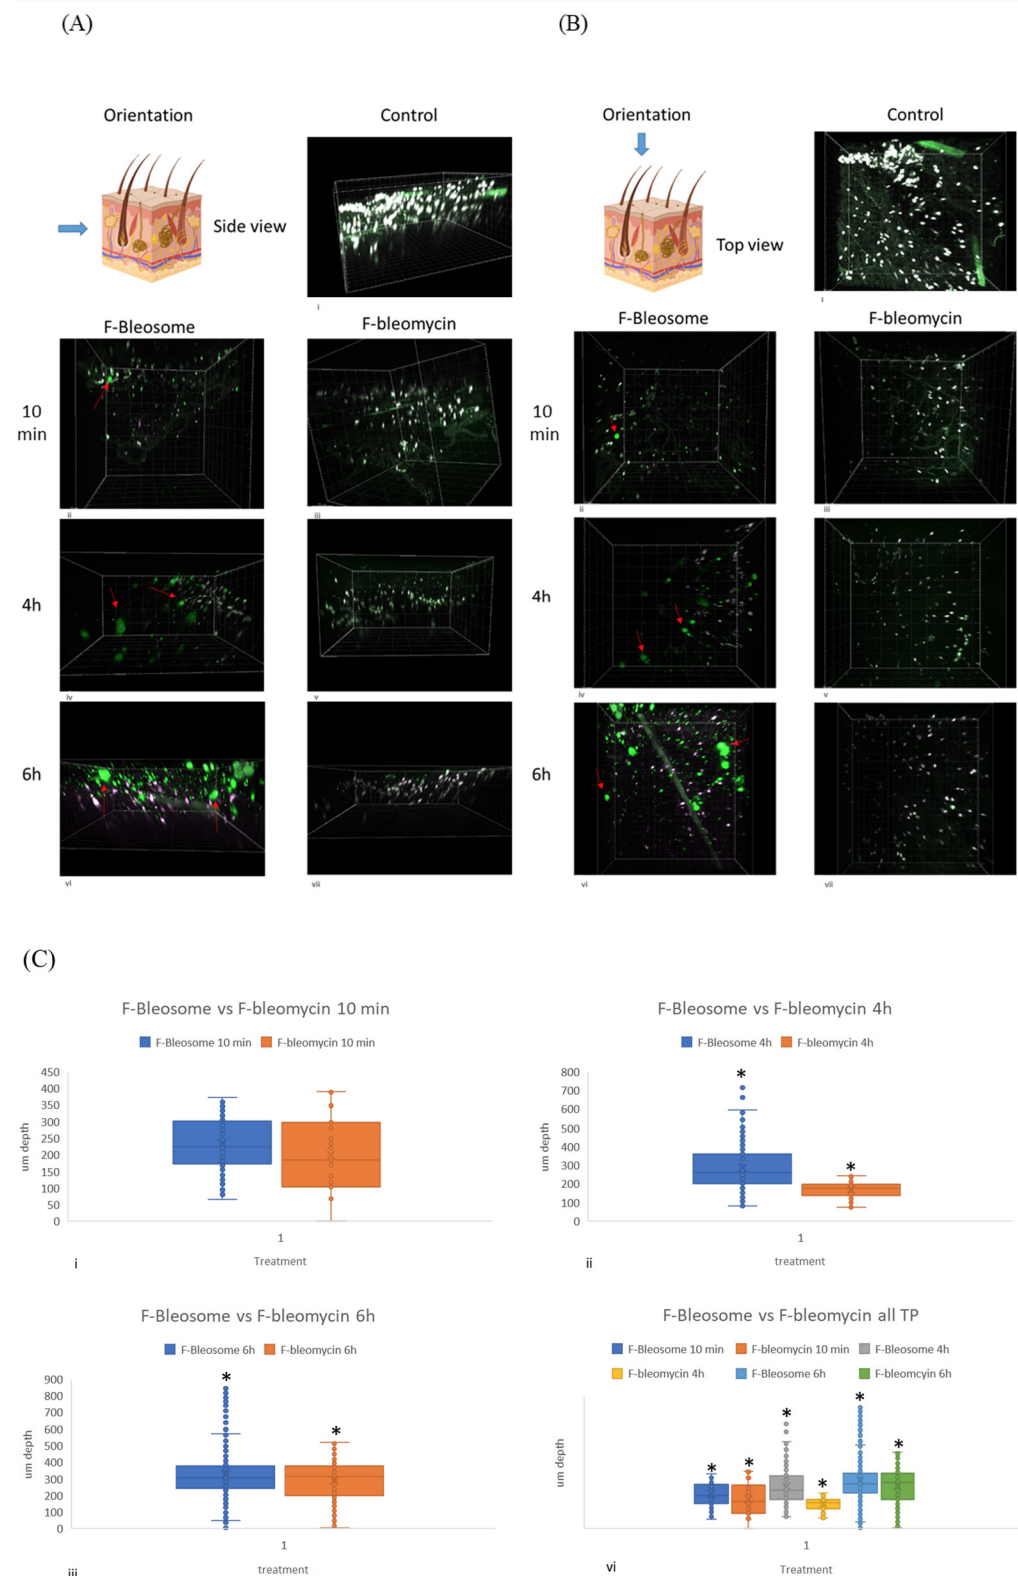 (A)
(B)
Orientation
Control
Side view
i
Orientation
Control
Top view
i
F-Bleosome
F-bleomycin
F-Bleosome
F-bleomycin
10
min
ii
iii
10
min
ii
iii
4h
iv
v
4h
iv
v
6h
vi
vii
6h
vi
vii
(C)
F-Bleosome vs F-bleomycin 10 min
F-Bleosome 10 min
F-bleomycin 10 min
450
400
350
300
250
200
150
100
50
0
um depth
1
Treatment
i
F-Bleosome vs F-bleomycin 4h
F-Bleosome 4h
F-bleomycin 4h
800
700
600
500
400
300
200
100
0
um depth
*
*
1
treatment
ii
F-Bleosome vs F-bleomycin 6h
F-Bleosome 6h
F-bleomycin 6h
900
800
700
600
500
400
300
200
100
0
um depth
*
*
1
treatment
iii
F-Bleosome vs F-bleomycin all TP
F-Bleosome 10 min
F-bleomycin 10 min
F-Bleosome 4h
F-bleomycin 4h
F-Bleosome 6h
F-bleomcyin 6h
um depth
*
*
*
*
*
*
1
Treatment
vi